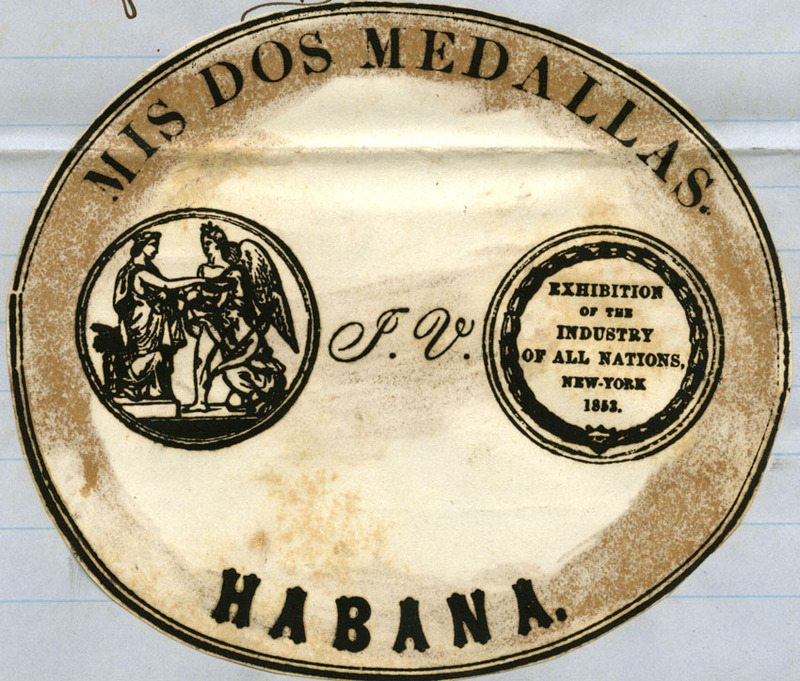 MIS DOS MEDALLAS.
J. V.
EXHIBITION
OF THE
INDUSTRY
OF ALL NATIONS,
NEW-YORK
1853.
HABANA.